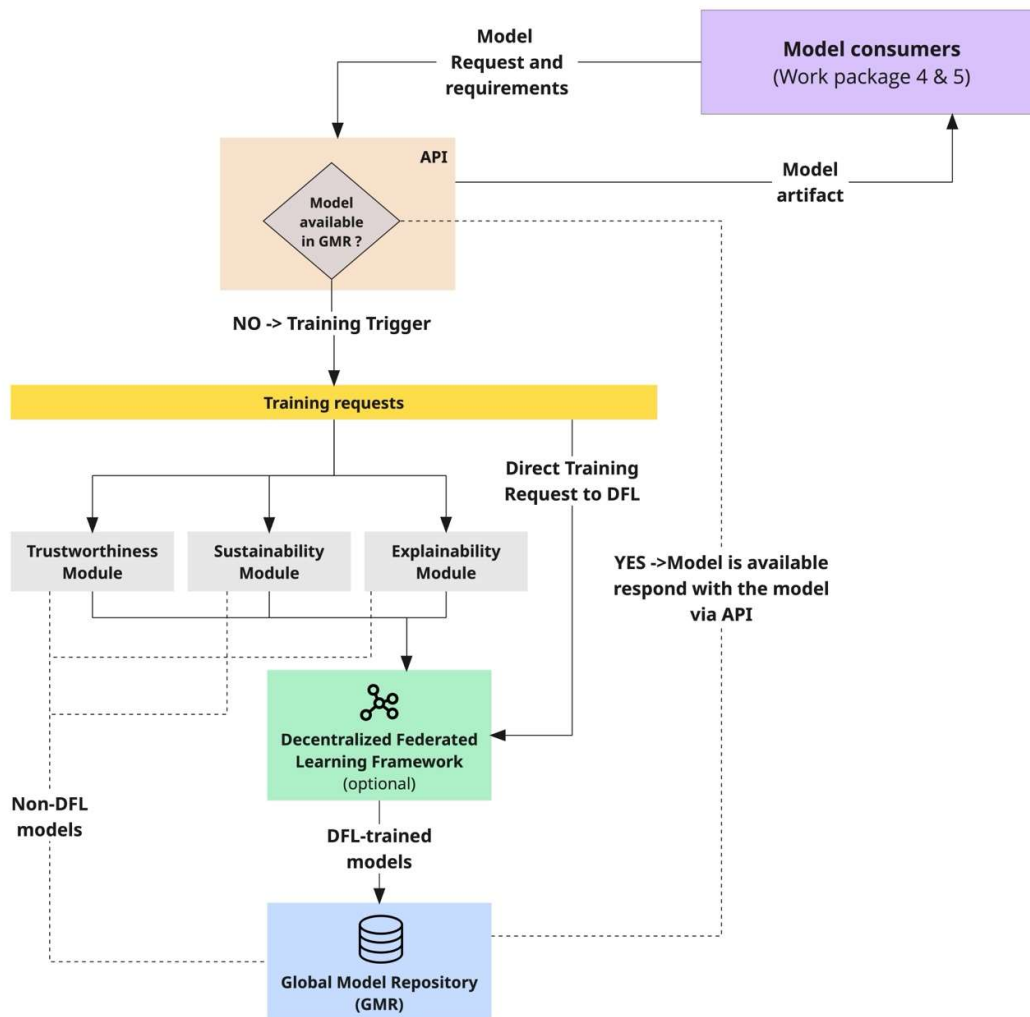 Model
Request and
requirements
Model consumers
(Work package 4 & 5)
API
Model
artifact
Model
available
in GMR ?
NO -> Training Trigger
Training requests
Direct Training
Request to DFL
Trustworthiness
Module
Sustainability
Module
Explainability
Module
YES ->Model is available
respond with the model
via API
Decentralized Federated
Learning Framework
(optional)
Non-DFL
models
DFL-trained
models
Global Model Repository
(GMR)